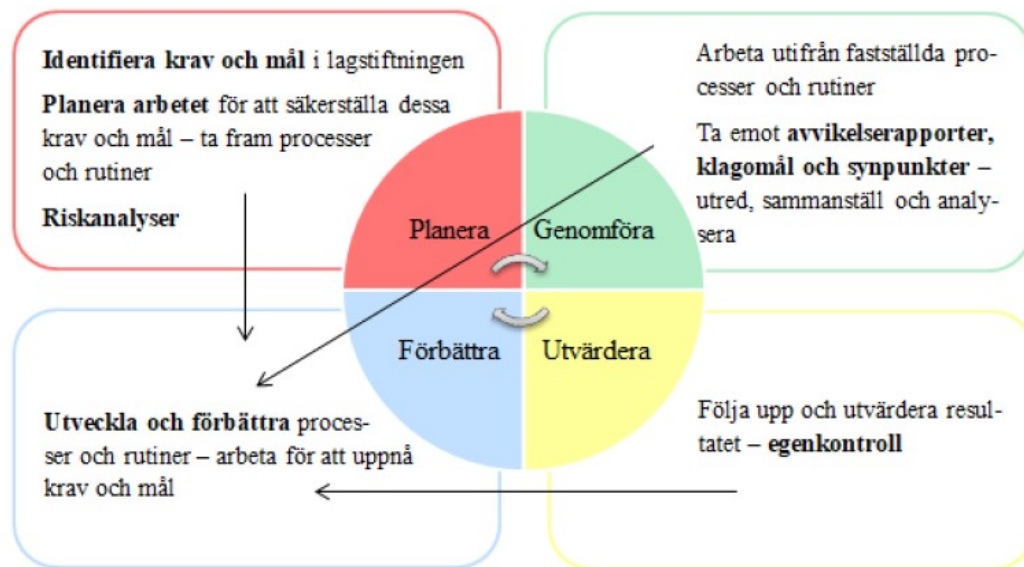 Identifiera krav och mål i lagstiftningen
Planera arbetet för att säkerställa dessa
krav och mål – ta fram processer
och rutiner
Riskanalyser
Arbeta utifrån fastställda pro-
cesser och rutiner
Ta emot avvikelserapporter,
klagomål och synpunkter –
utred, sammanställ och analy-
sera
Planera
Genomföra
Förbättra
Utvärdera
Utveckla och förbättra proces-
ser och rutiner – arbeta för att uppnå
krav och mål
Följa upp och utvärdera resul-
tatet – egenkontroll